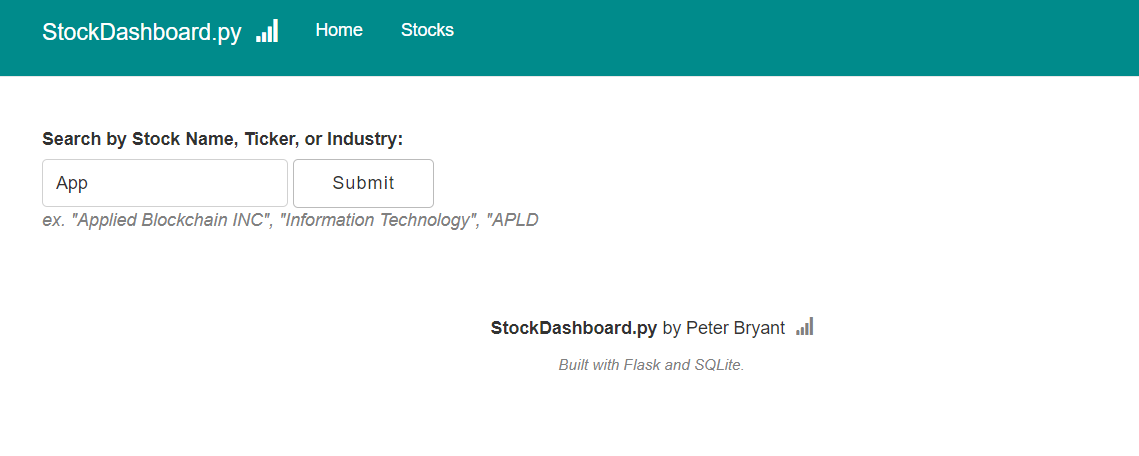 StockDashboard.py Home Stocks
Search by Stock Name, Ticker, or Industry:
App Submit
ex. "Applied Blockchain INC", "Information Technology", "APLD
StockDashboard.py by Peter Bryant
Built with Flask and SQLite.